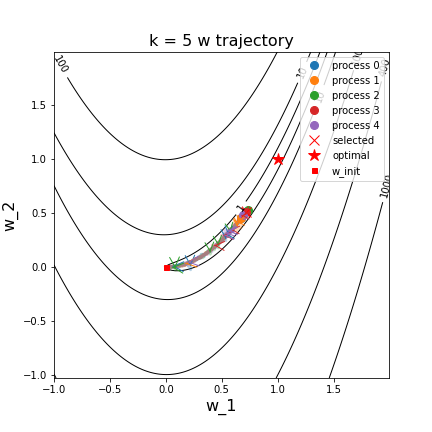 k = 5 w trajectory
100
10
1000
process 0
process 1
process 2
process 3
process 4
selected
optimal
w_init
w_2
1.5
1.0
0.5
0.0
−0.5
−1.0
−1.0
−0.5
0.0
0.5
1.0
1.5
w_1